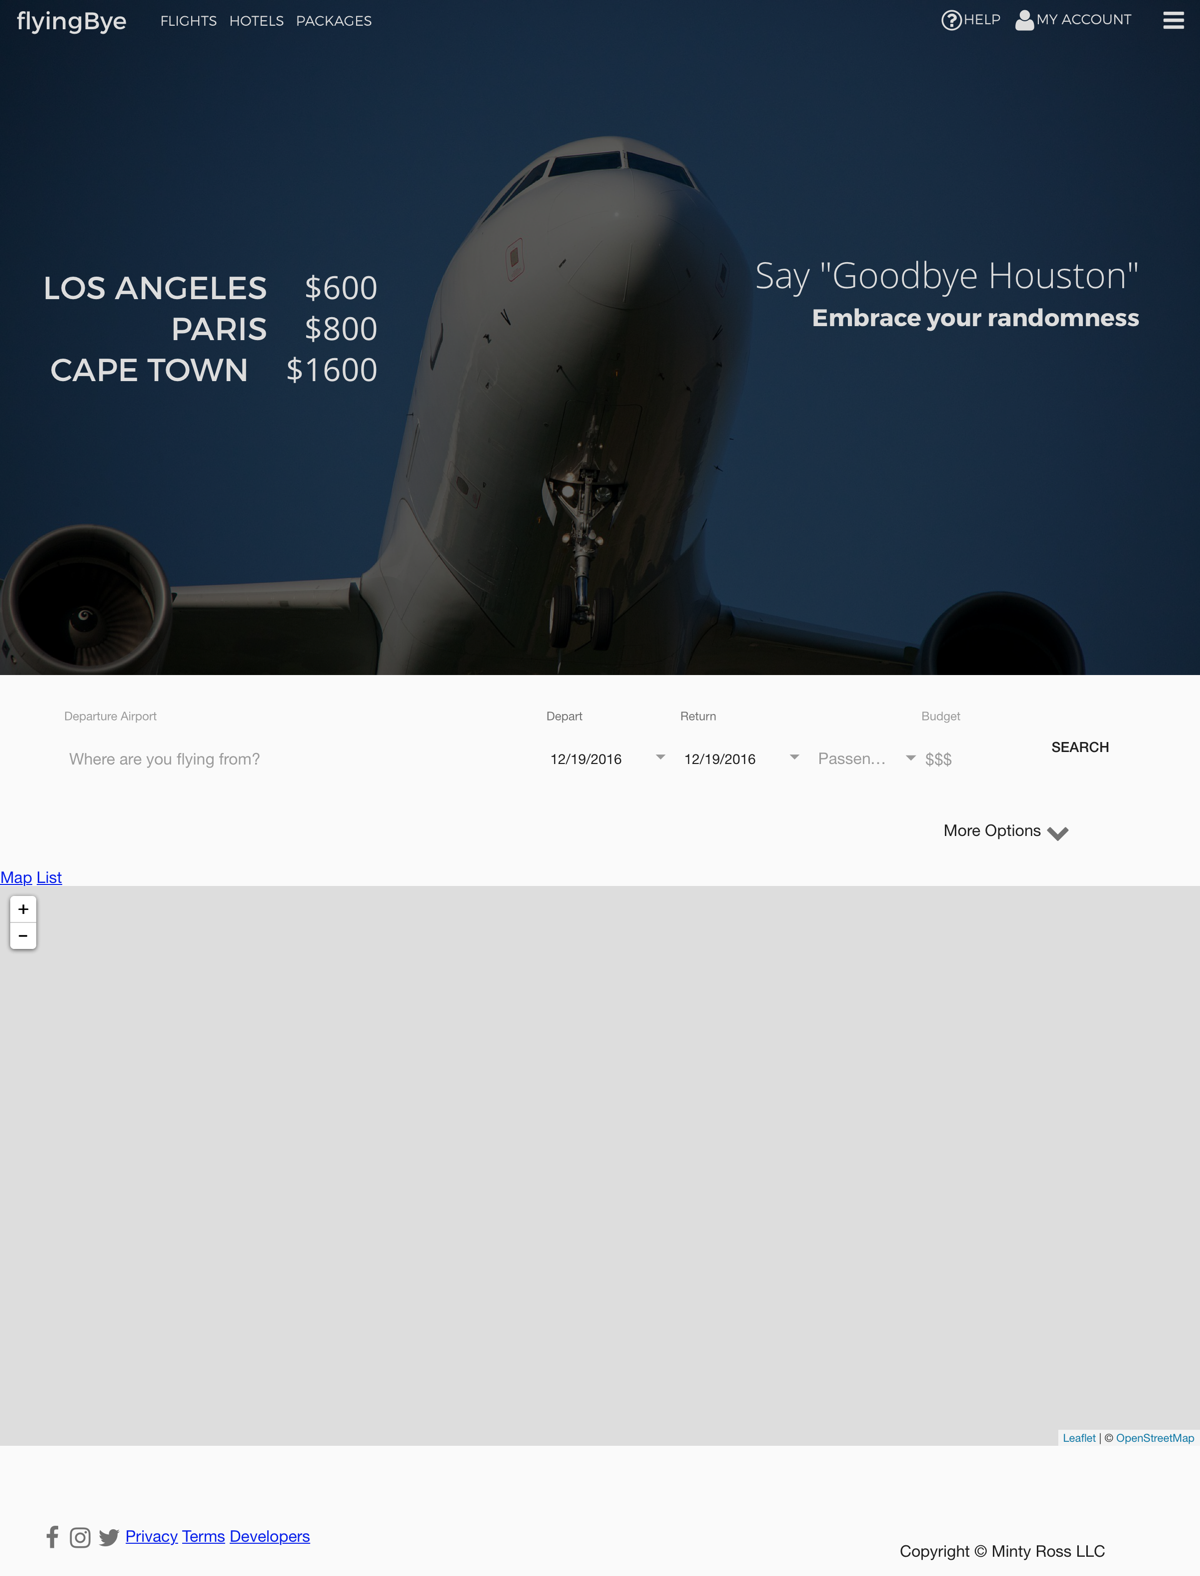 flyingBye FLIGHTS HOTELS PACKAGES HELP MY ACCOUNT
LOS ANGELES $600
PARIS $800
CAPE TOWN $1600
Say "Goodbye Houston"
Embrace your randomness
Departure Airport Depart Return Budget
Where are you flying from? 12/19/2016 12/19/2016 Passen... $$$ SEARCH
More Options
Map List
+
−
Leaflet | © OpenStreetMap
Privacy Terms Developers
Copyright © Minty Ross LLC